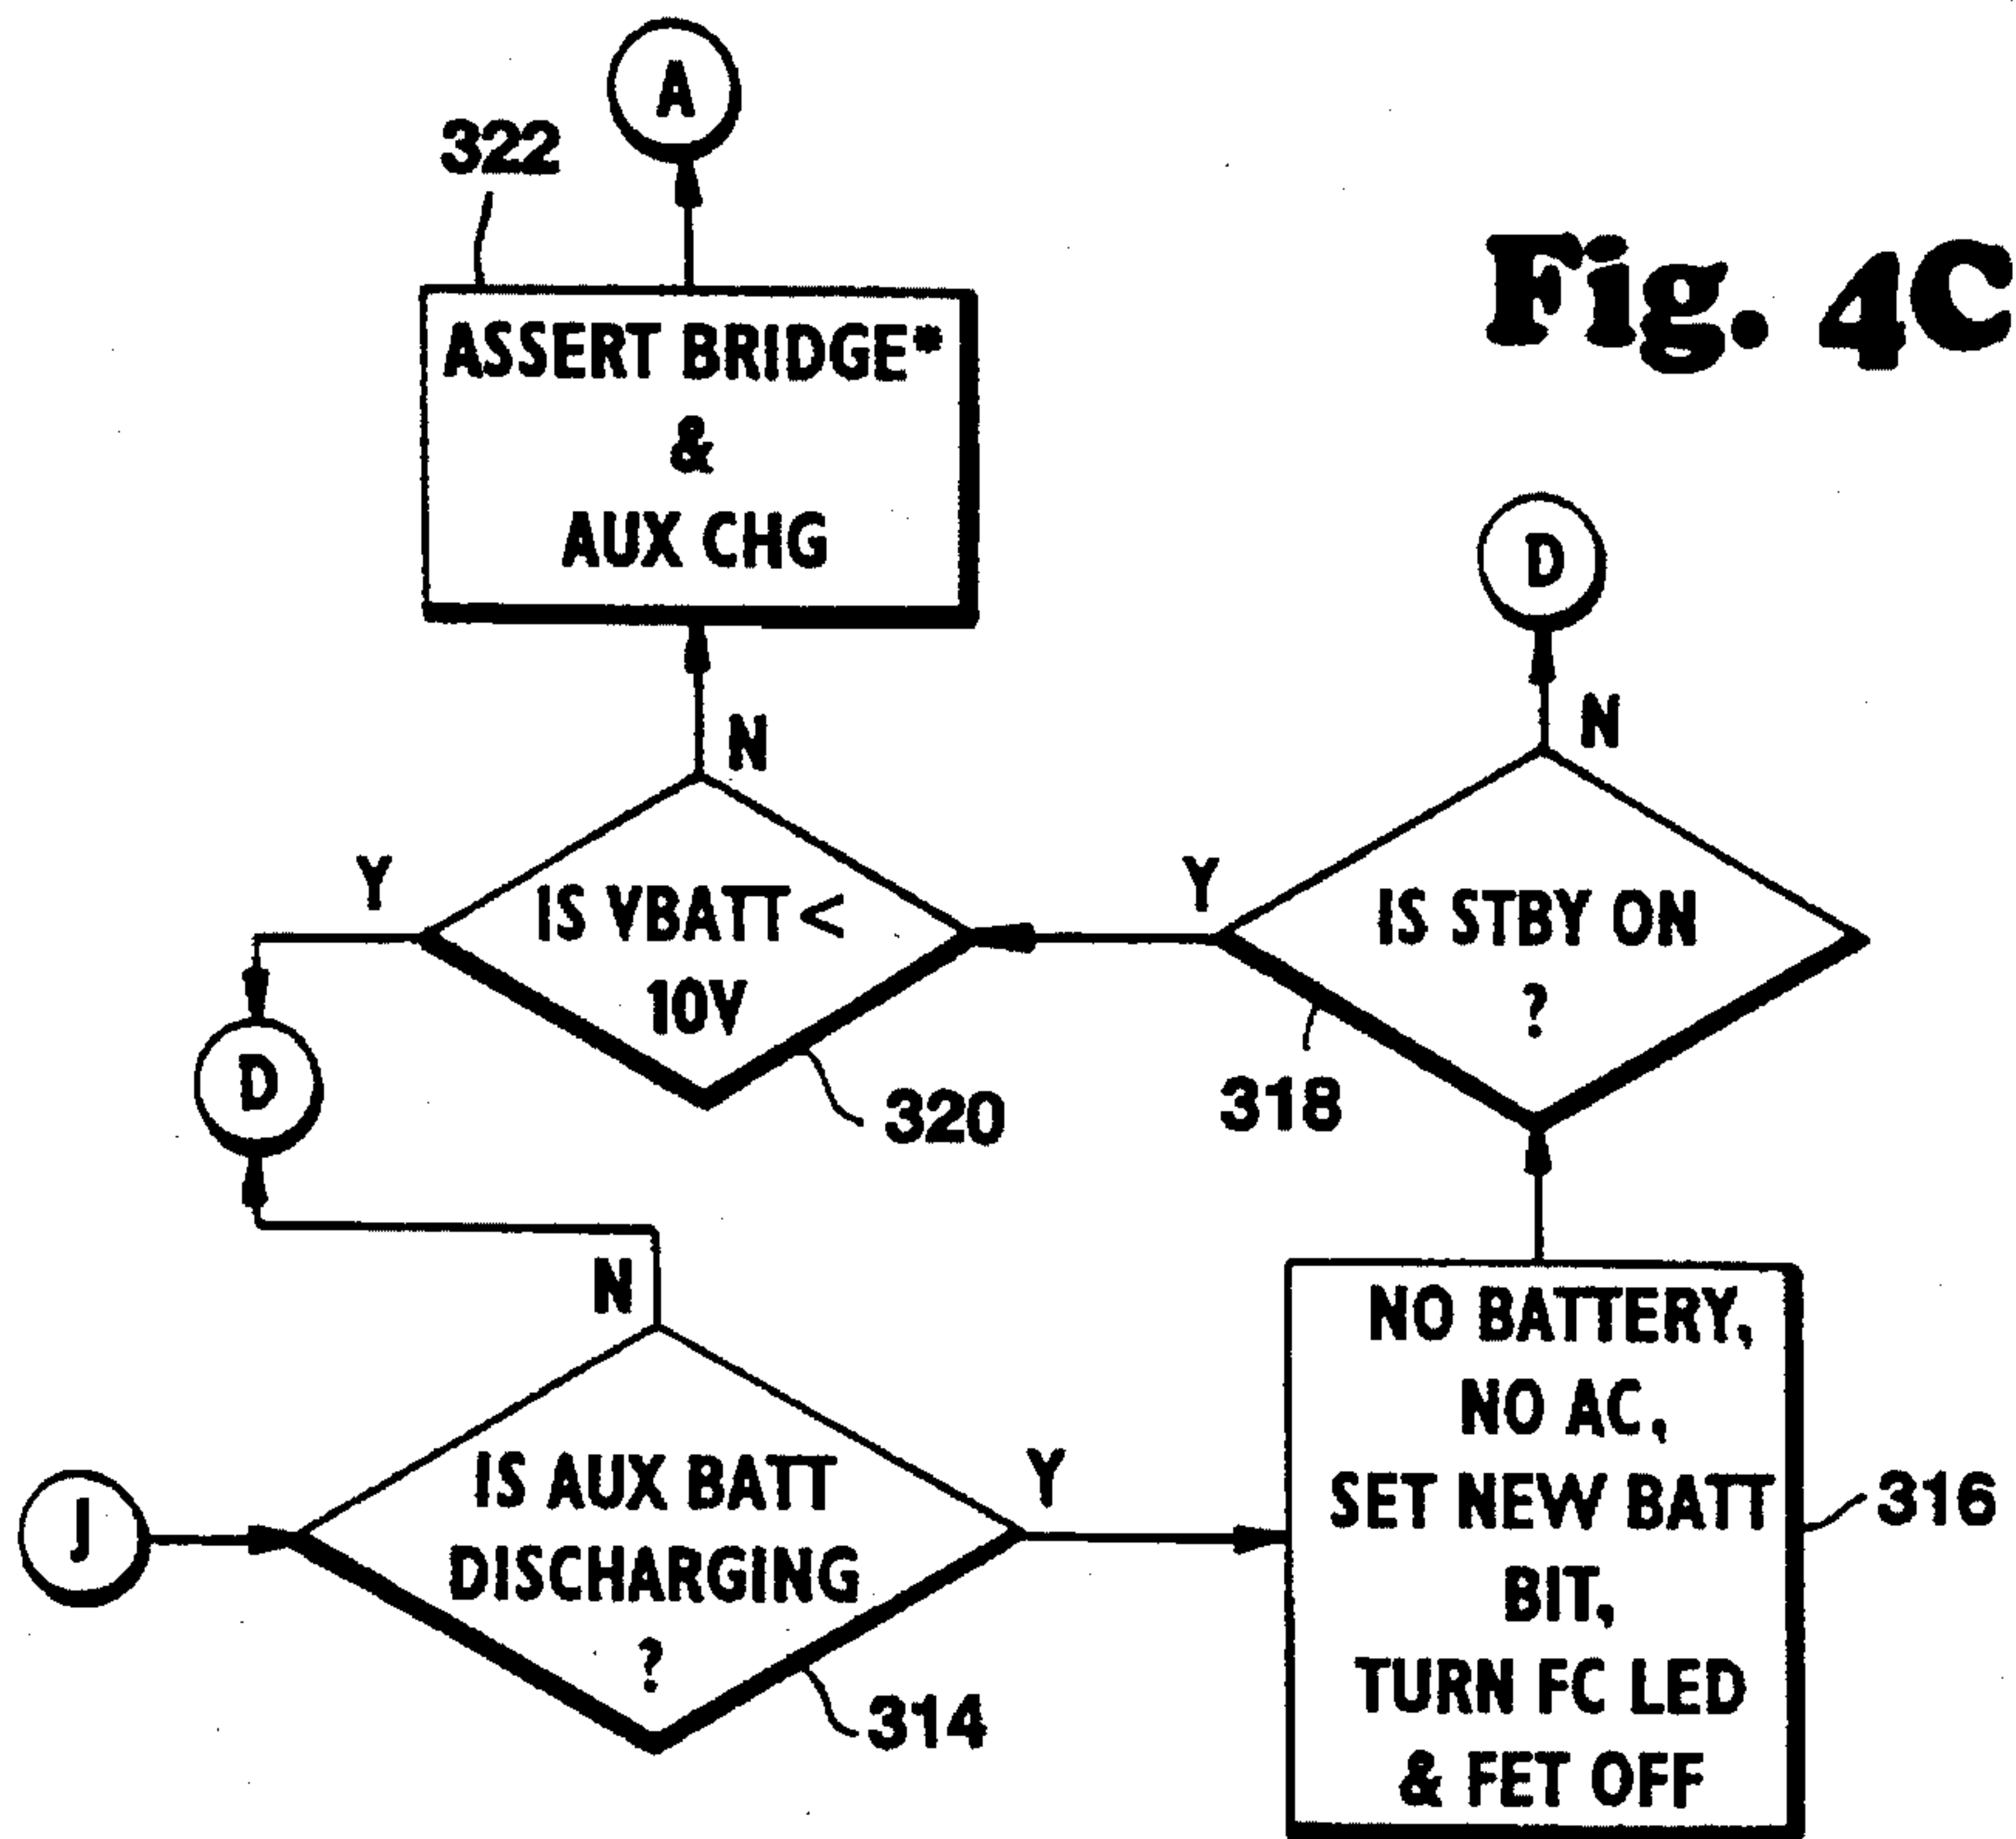 A
322
Fig. 4C
ASSERT BRIDGE*
&
AUX CHG
D
N
N
Y
IS VBATT <
10V
Y
IS STBY ON
?
D
320
318
N
NO BATTERY,
NO AC,
SET NEW BATT
BIT,
TURN FC LED
& FET OFF
316
J
IS AUX BATT
DISCHARGING
?
Y
314